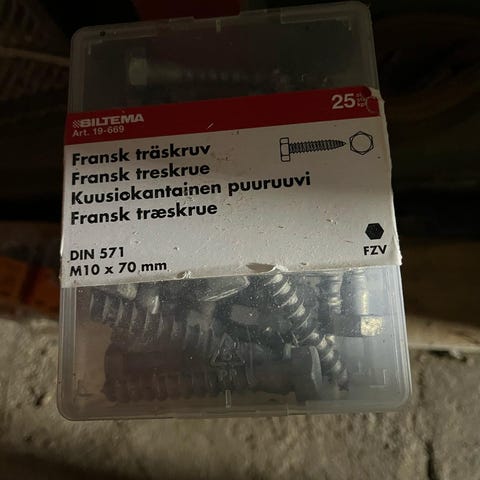 BILTEMA
Art. 19-669
25
Fransk träskruv
Fransk treskrue
Kuusiokantainen puuruuvi
Fransk træskrue
DIN 571
M10 x 70 mm
FZV